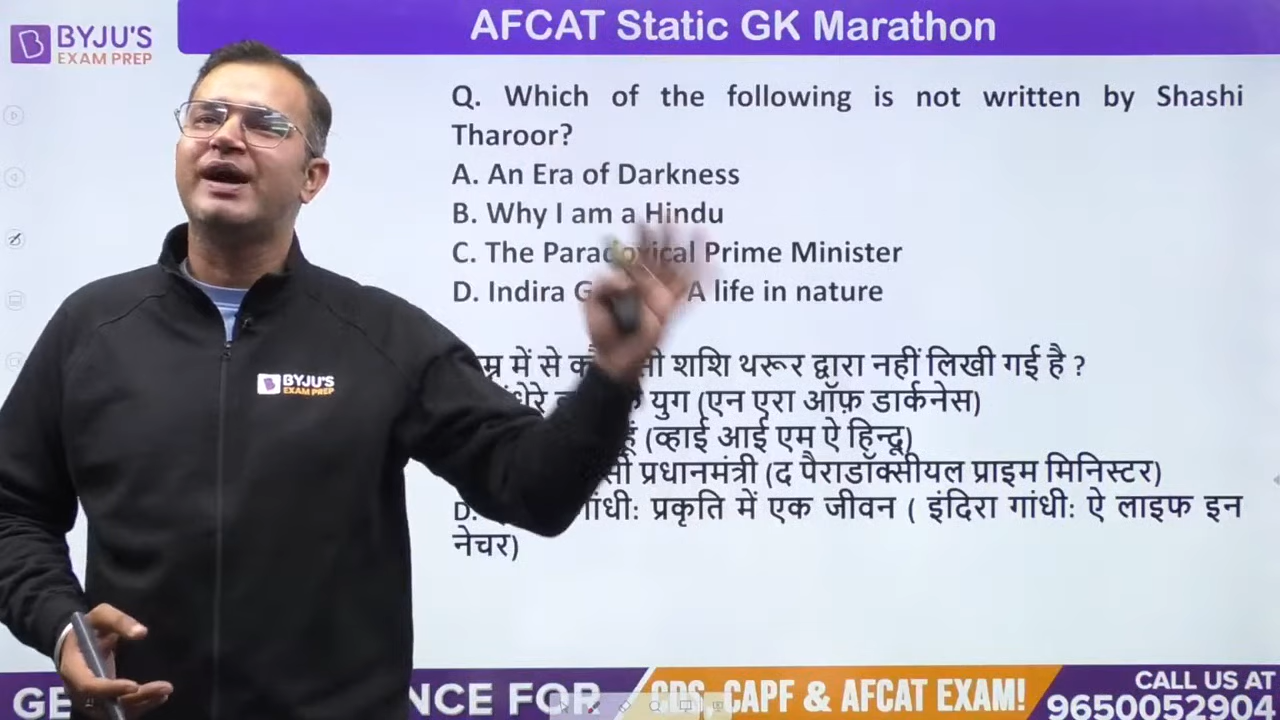 AFCAT Static GK Marathon
BYJU'S
EXAM PREP
Q. Which of the following is not written by Shashi
Tharoor?
A. An Era of Darkness
B. Why I am a Hindu
C. The Paradoxical Prime Minister
D. Indira A life in nature
में से शशि थरूर द्वारा नहीं लिखी गई है ?
युग (एन एरा ऑफ़ डार्कनेस)
(व्हाई आई एम ऐ हिन्दू)
प्रधानमंत्री (द पैराडॉक्सीयल प्राइम मिनिस्टर)
D. गांधी: प्रकृति में एक जीवन ( इंदिरा गांधी: ऐ लाइफ इन
नेचर)
BYJU'S
EXAM PREP
FOR
CDS, CAPF & AFCAT EXAM!
CALL US AT
9650052904